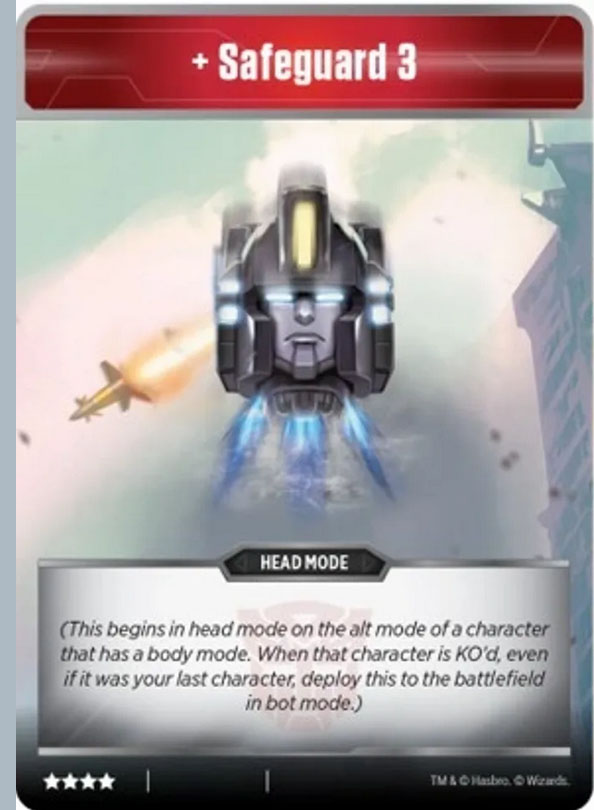 + Safeguard 3
HEAD MODE
(This begins in head mode on the alt mode of a character
that has a body mode. When that character is KO'd, even
if it was your last character, deploy this to the battlefield
in bot mode.)
★★★★ | |
TM & © Hasbro. © Wizards.